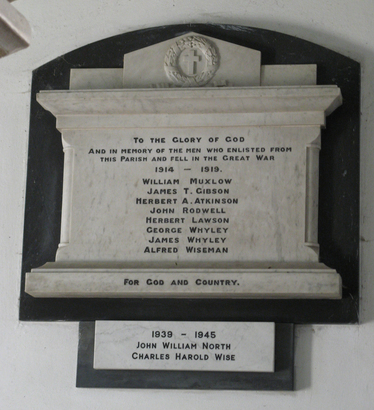 To the Glory of God
And in memory of the men who enlisted from
this Parish and fell in the Great War
1914 — 1919.
William Muxlow
James T. Gibson
Herbert A. Atkinson
John Rodwell
Herbert Lawson
George Whyley
James Whyley
Alfred Wiseman
For God and Country.
1939 - 1945
John William North
Charles Harold Wise